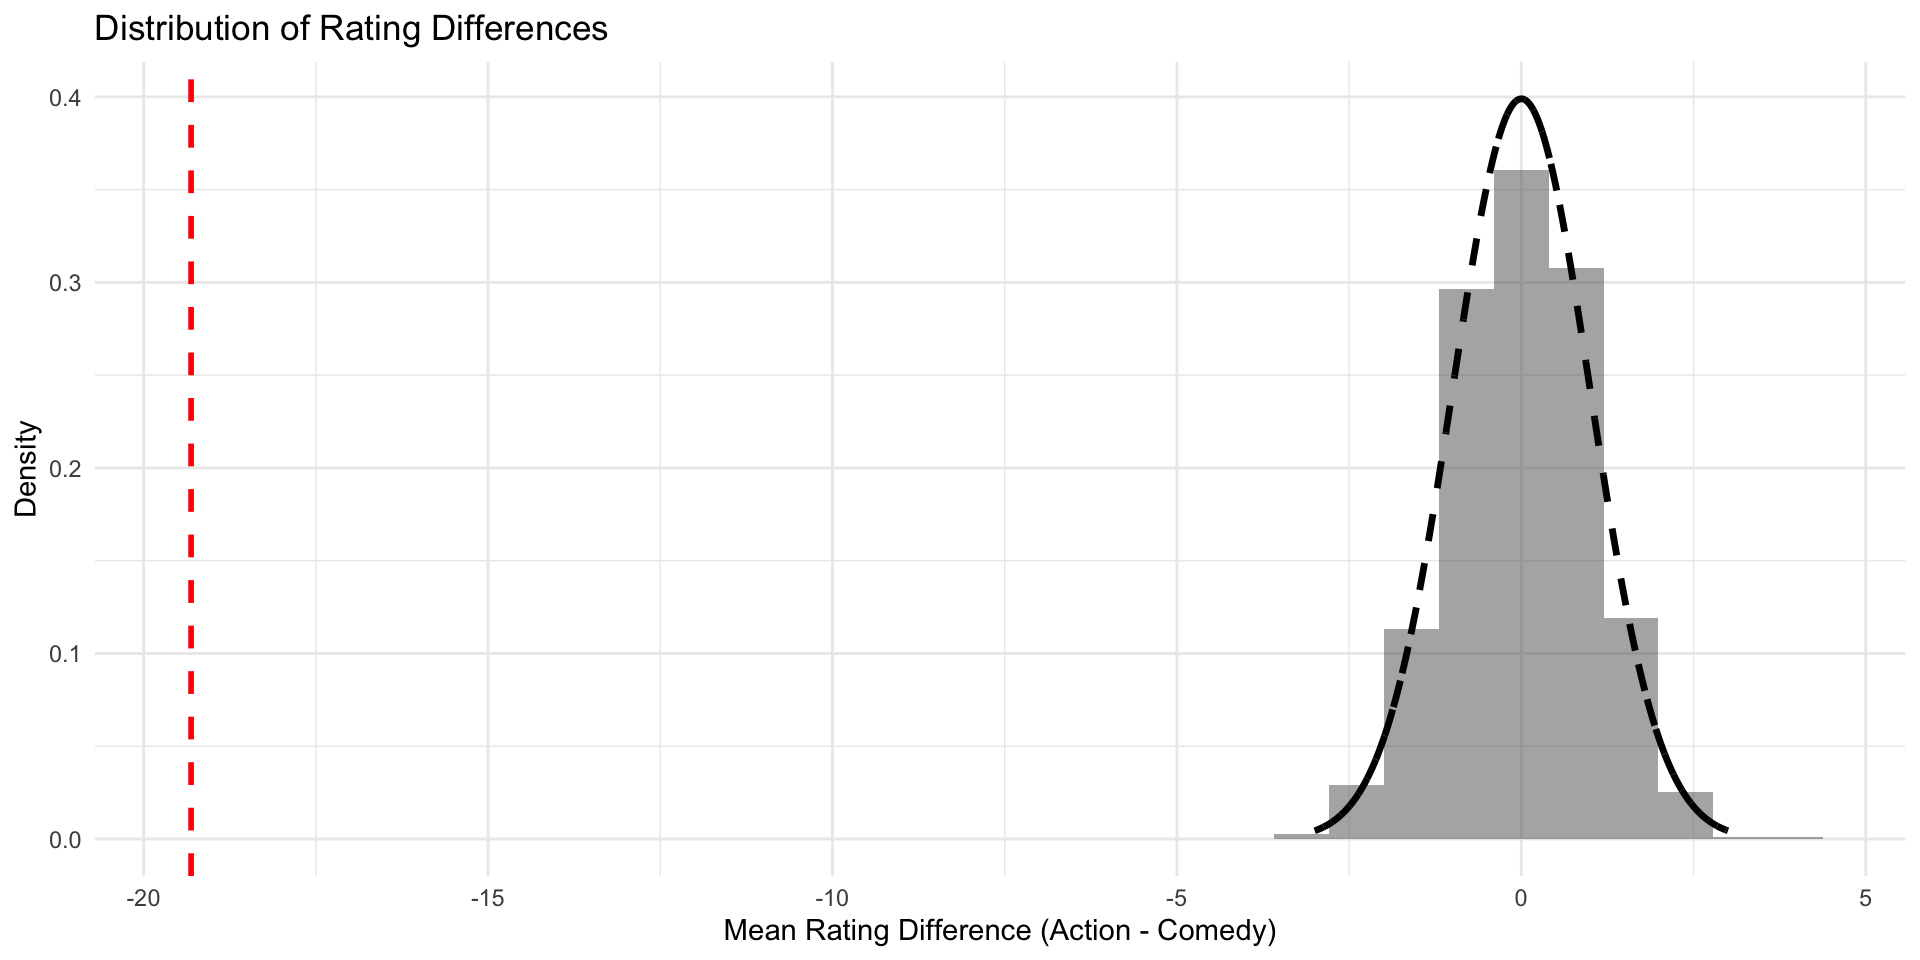 Distribution of Rating Differences
0.4
0.3
0.2
0.1
0.0
Density
-20 -15 -10 -5 0 5
Mean Rating Difference (Action - Comedy)